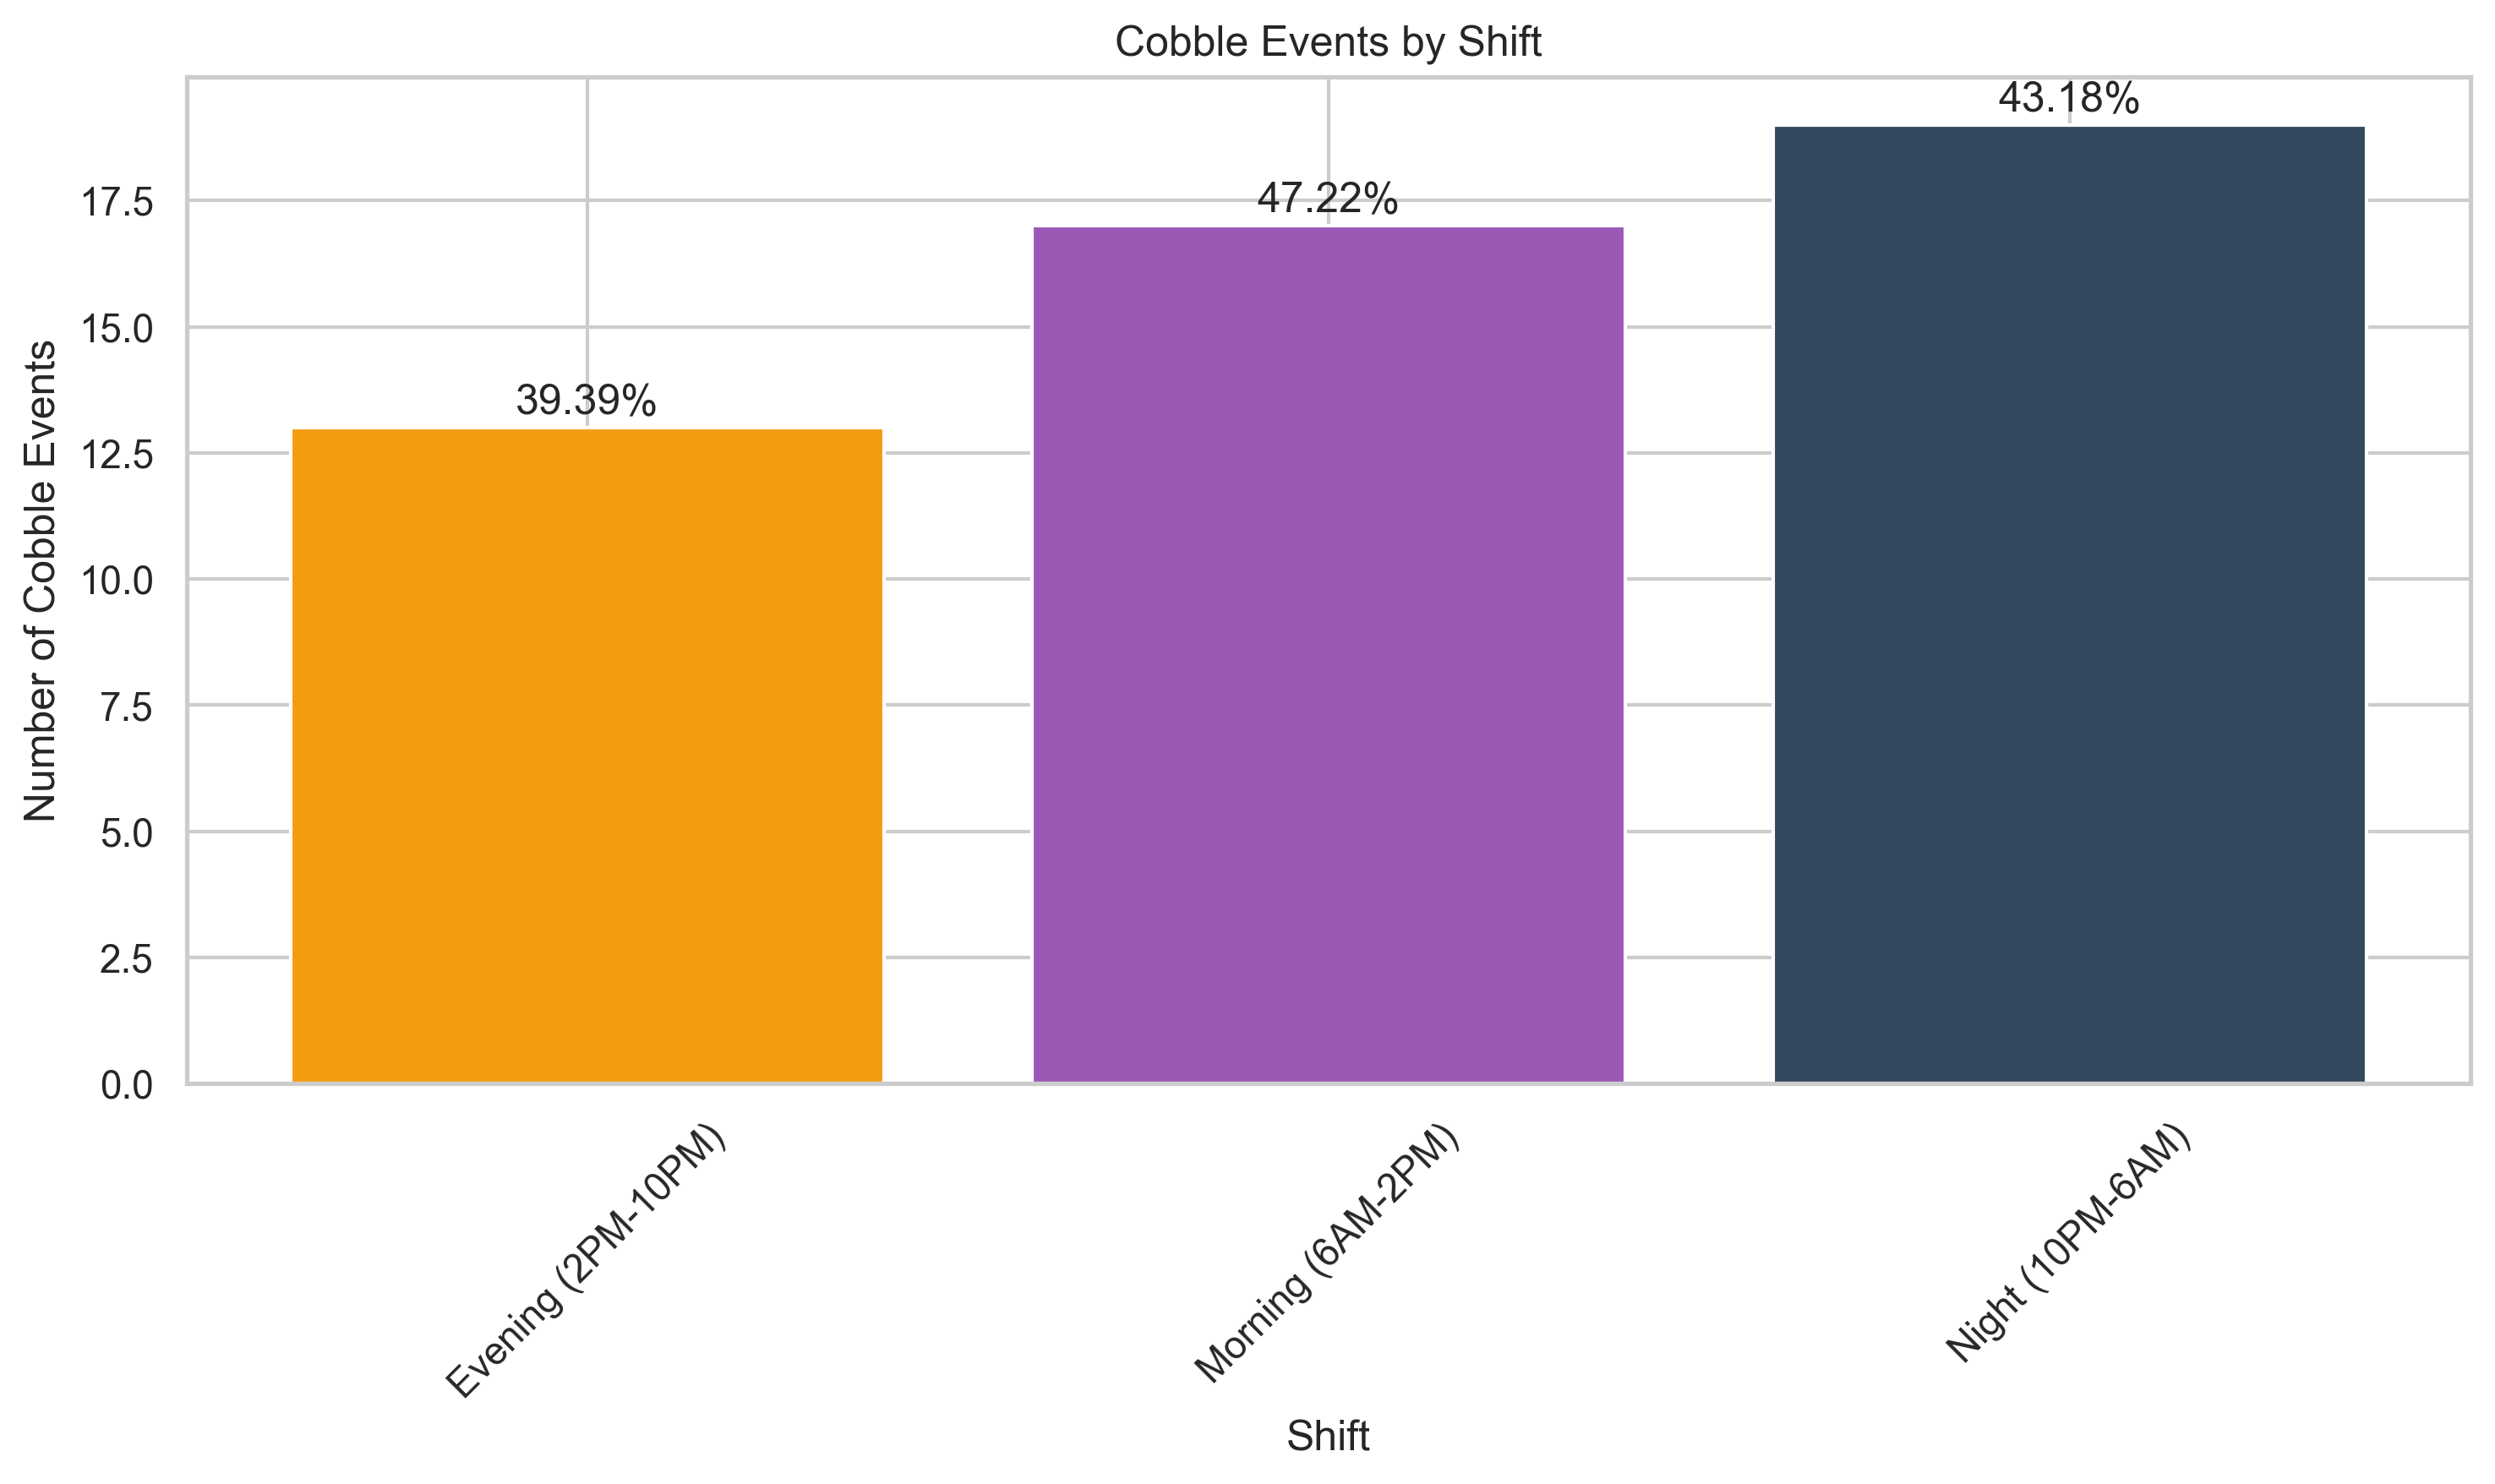 Cobble Events by Shift
43.18%
47.22%
39.39%
17.5
15.0
12.5
10.0
7.5
5.0
2.5
0.0
Number of Cobble Events
Evening (2PM-10PM)
Morning (6AM-2PM)
Night (10PM-6AM)
Shift